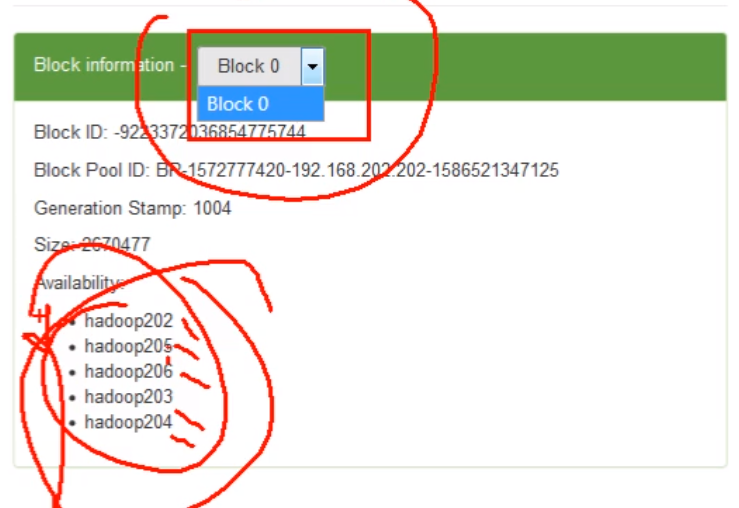 Block information - Block 0
Block 0
Block ID: -9223372036854775744
Block Pool ID: BP-1572777420-192.168.202.202-1586521347125
Generation Stamp: 1004
Size: 2670477
Availability:
hadoop202
hadoop205
hadoop206
hadoop203
hadoop204